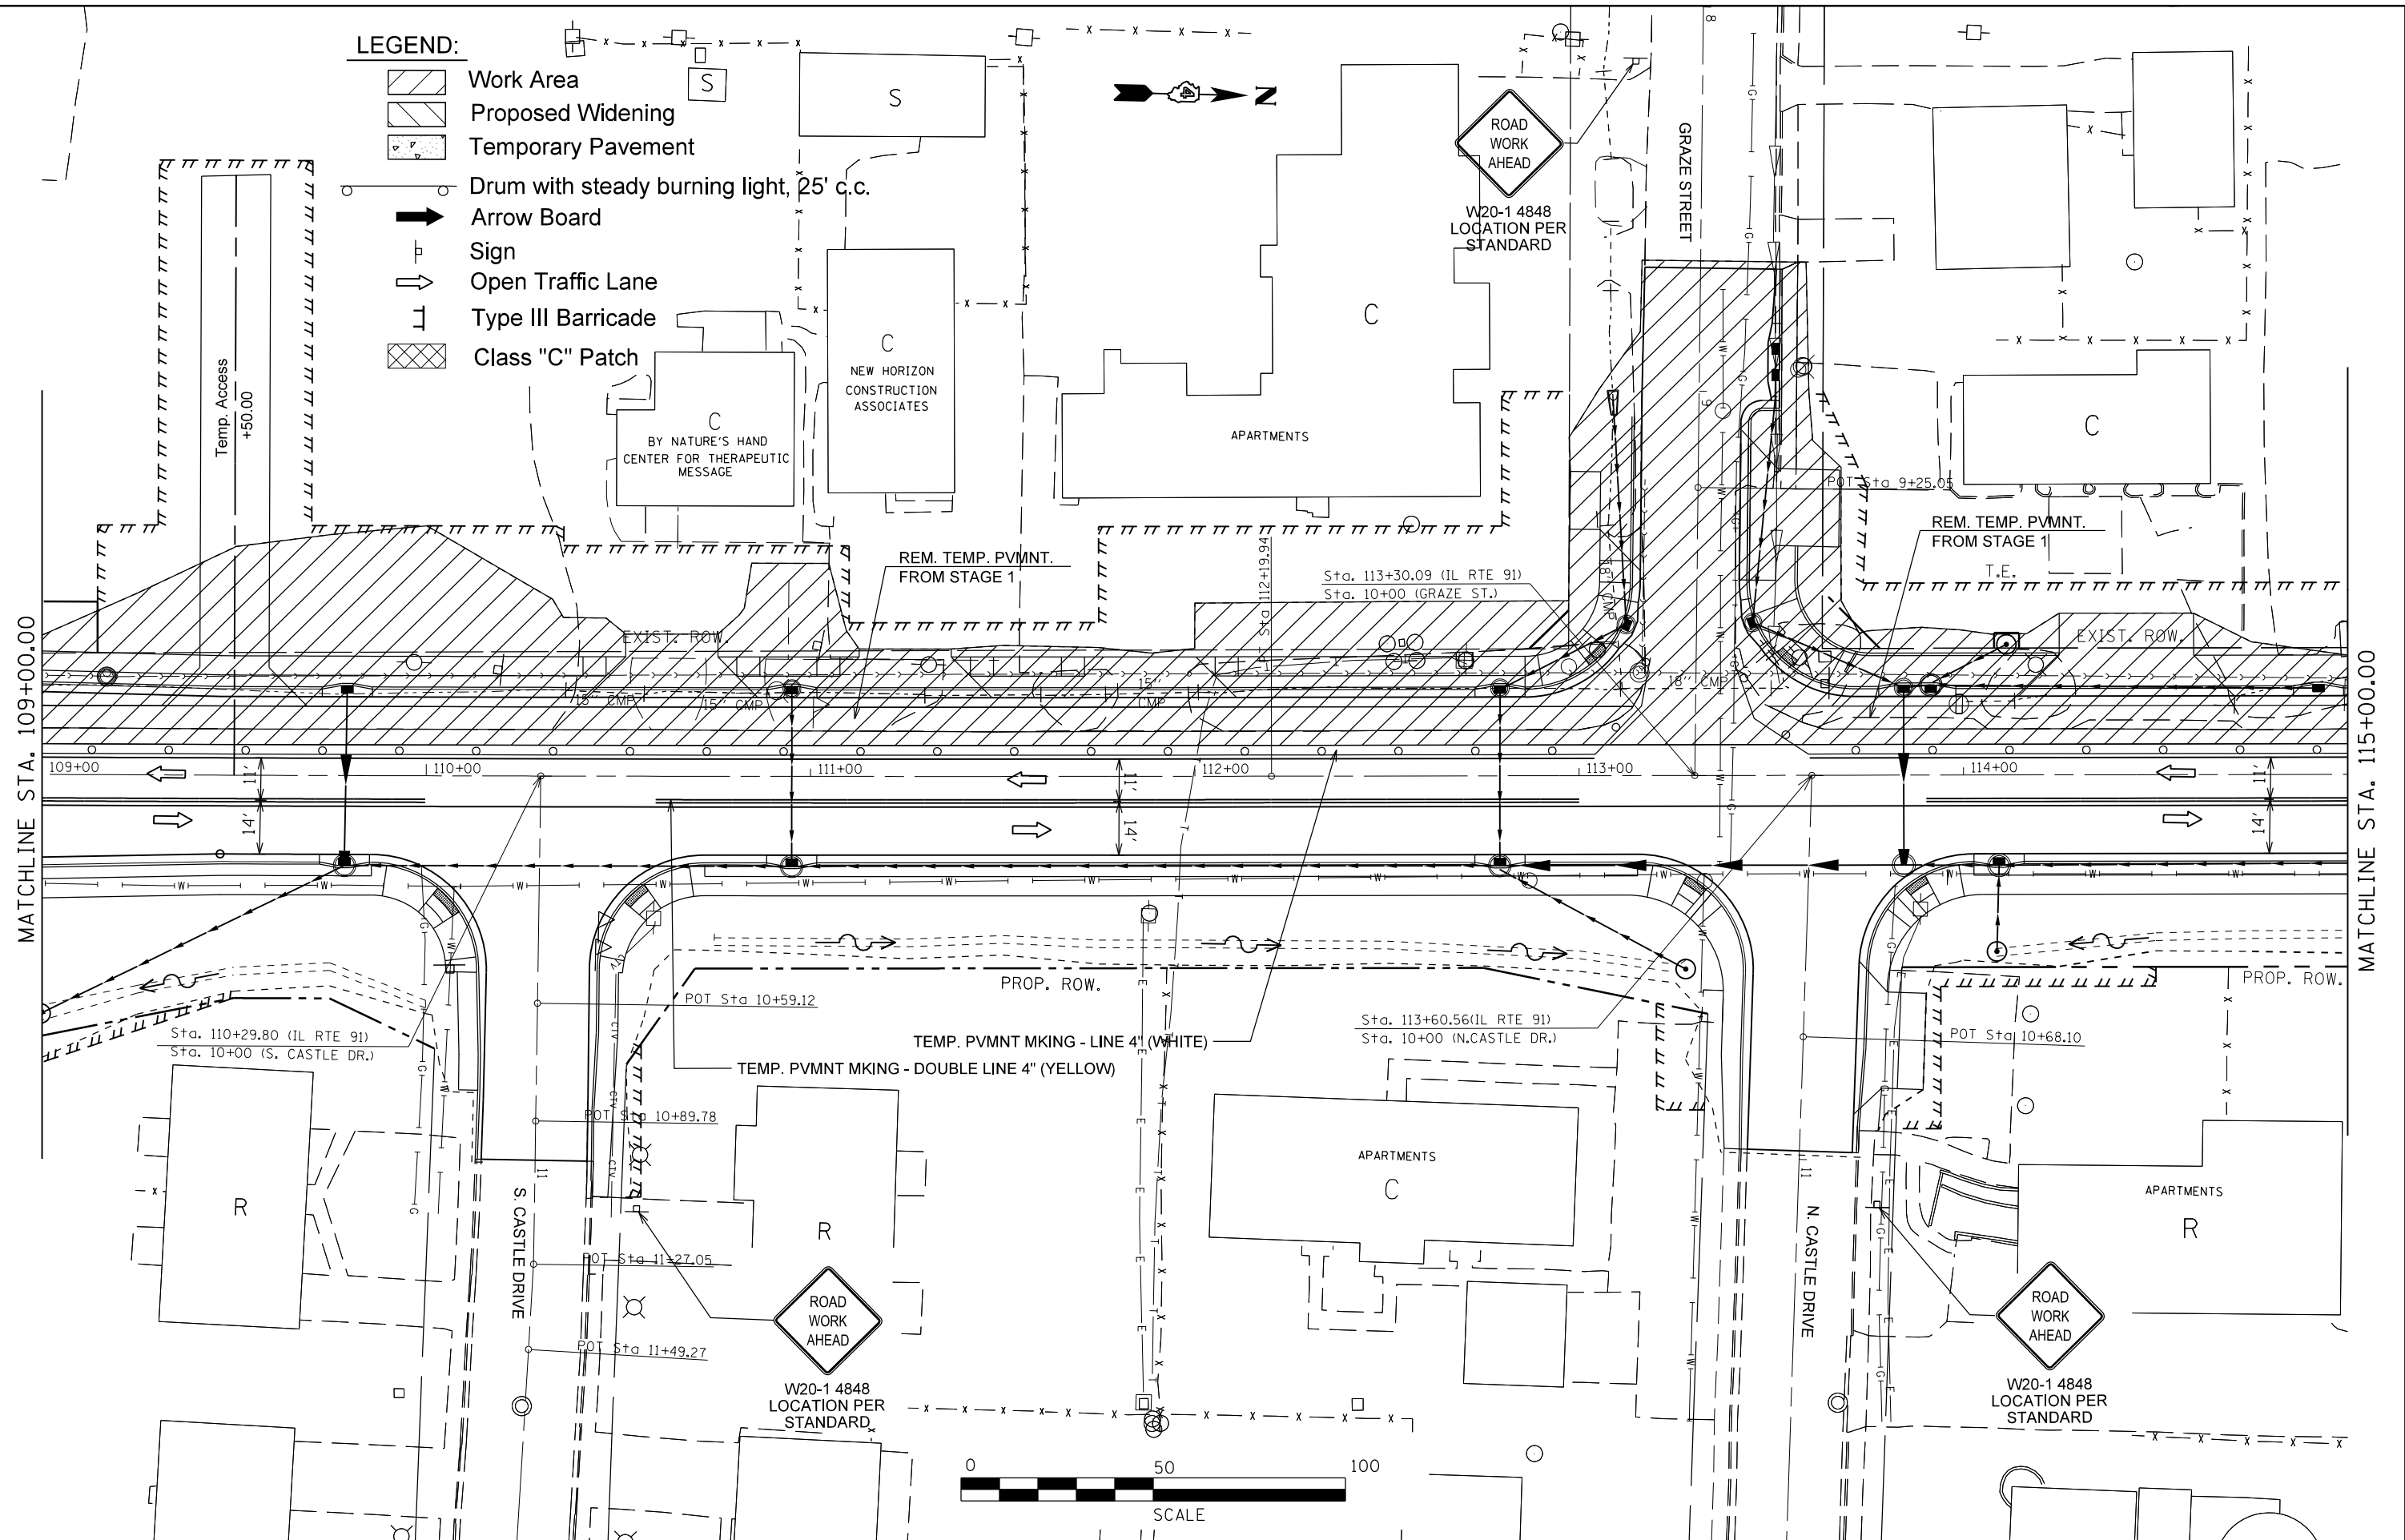 LEGEND:
Work Area
Proposed Widening
Temporary Pavement
Drum with steady burning light, 25' c.c.
Arrow Board
Sign
Open Traffic Lane
Type III Barricade
Class "C" Patch
S
S
N
ROAD
WORK
AHEAD
W20-1 4848
LOCATION PER
STANDARD
GRAZE STREET
8
9
Temp. Access
+50.00
C
BY NATURE'S HAND
CENTER FOR THERAPEUTIC
MESSAGE
C
NEW HORIZON
CONSTRUCTION
ASSOCIATES
C
APARTMENTS
C
POT Sta 9+25.05
REM. TEMP. PVMNT.
FROM STAGE 1
T.E.
REM. TEMP. PVMNT.
FROM STAGE 1
Sta 112+19.94
Sta. 113+30.09 (IL RTE 91)
Sta. 10+00 (GRAZE ST.)
EXIST. ROW.
EXIST. ROW.
15" CMP
15" CMP
15"
CMP
18" CMP
18" CMP
MATCHLINE STA. 109+00.00
MATCHLINE STA. 115+00.00
109+00
110+00
111+00
112+00
113+00
114+00
11'
11'
11'
14'
14'
14'
PROP. ROW.
PROP. ROW.
POT Sta 10+59.12
Sta. 110+29.80 (IL RTE 91)
Sta. 10+00 (S. CASTLE DR.)
TEMP. PVMNT MKING - LINE 4" (WHITE)
TEMP. PVMNT MKING - DOUBLE LINE 4" (YELLOW)
Sta. 113+60.56(IL RTE 91)
Sta. 10+00 (N.CASTLE DR.)
POT Sta 10+68.10
POT Sta 10+89.78
11
11
S. CASTLE DRIVE
N. CASTLE DRIVE
R
R
APARTMENTS
C
APARTMENTS
R
POT Sta 11+27.05
POT Sta 11+49.27
ROAD
WORK
AHEAD
W20-1 4848
LOCATION PER
STANDARD
ROAD
WORK
AHEAD
W20-1 4848
LOCATION PER
STANDARD
0 50 100
SCALE